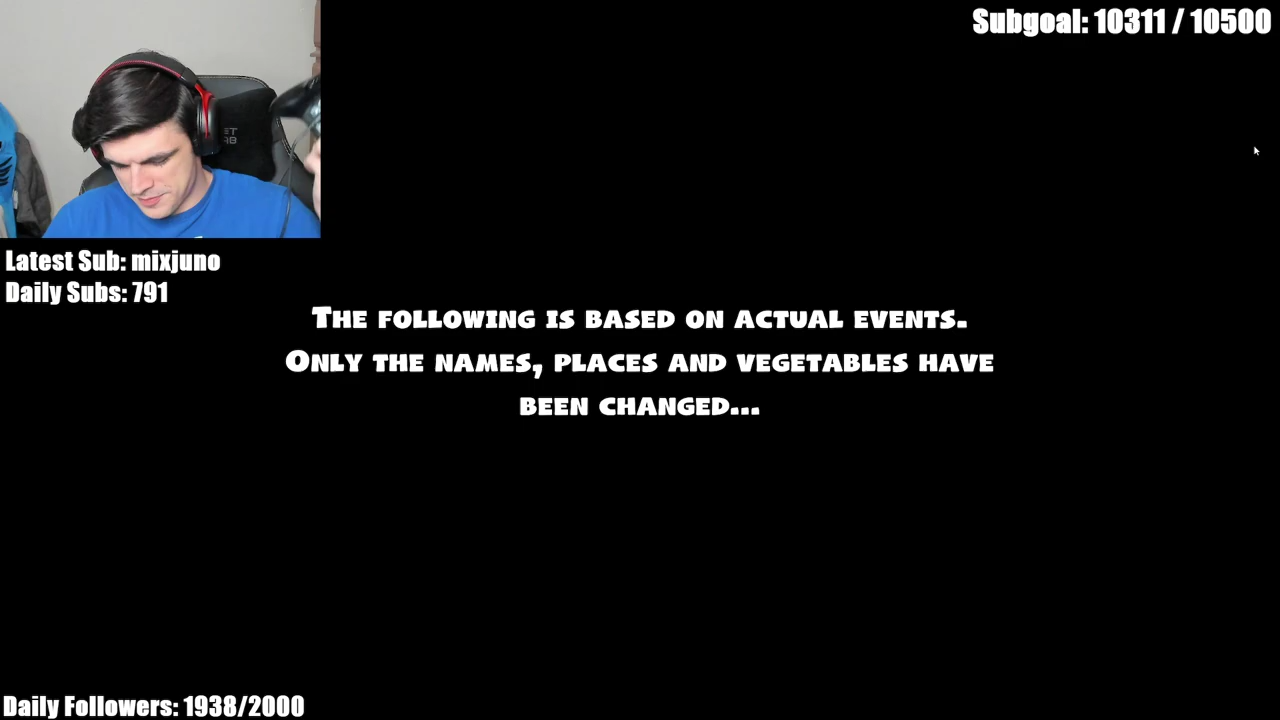 Subgoal: 10311 / 10500
Latest Sub: mixjuno
Daily Subs: 791
The following is based on actual events.
Only the names, places and vegetables have
been changed...
Daily Followers: 1938/2000